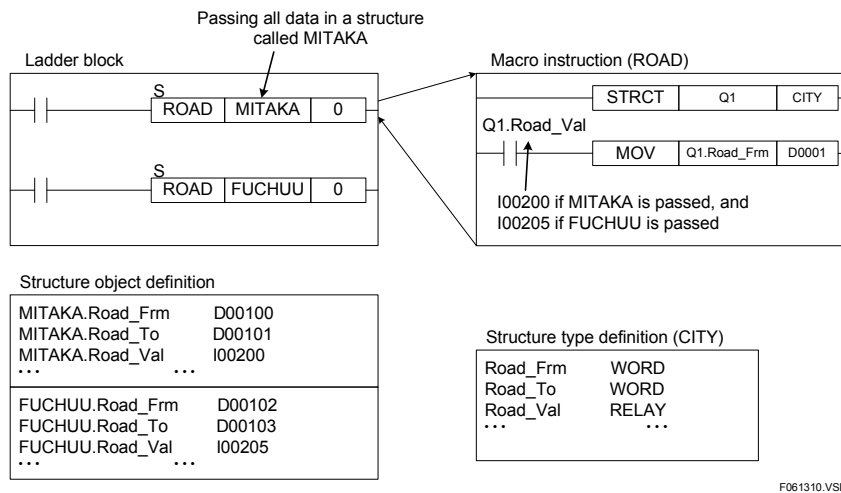 Passing all data in a structure
called MITAKA
Ladder block
S
ROAD MITAKA 0
S
ROAD FUCHUU 0
Macro instruction (ROAD)
STRCT Q1 CITY
Q1.Road_Val
MOV Q1.Road_Frm D0001
I00200 if MITAKA is passed, and
I00205 if FUCHUU is passed
Structure object definition
MITAKA.Road_Frm D00100
MITAKA.Road_To D00101
MITAKA.Road_Val I00200
... ...
FUCHUU.Road_Frm D00102
FUCHUU.Road_To D00103
FUCHUU.Road_Val I00205
... ...
Structure type definition (CITY)
Road_Frm WORD
Road_To WORD
Road_Val RELAY
... ...
F061310.VSD